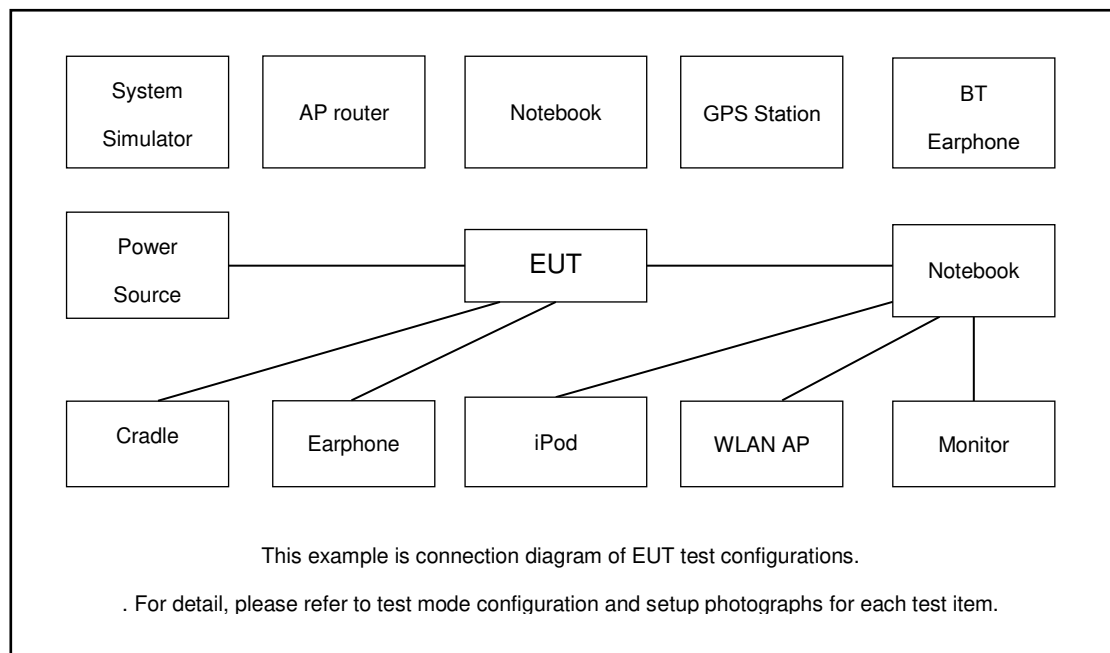 System
Simulator
AP router
Notebook
GPS Station
BT
Earphone
Power
Source
EUT
Notebook
Cradle
Earphone
iPod
WLAN AP
Monitor
This example is connection diagram of EUT test configurations.
. For detail, please refer to test mode configuration and setup photographs for each test item.